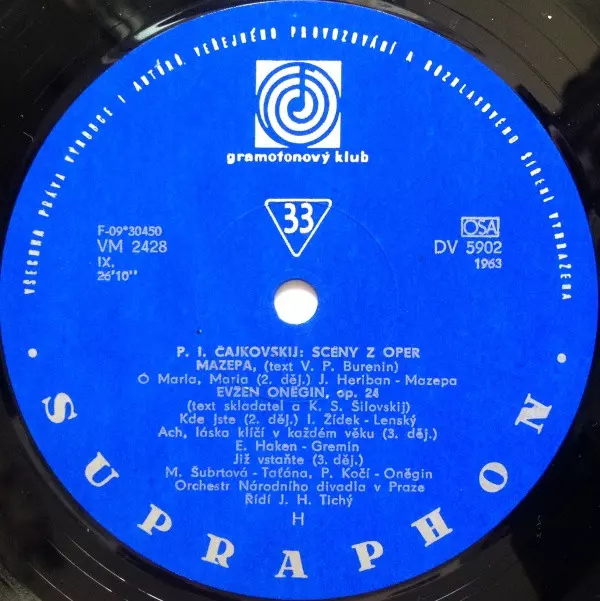 VŠECHNA PRÁVA VÝROBCE I AUTORŮ, VEŘEJNÉHO PROVOZOVÁNÍ A ROZHLASOVÉHO ŠÍŘENÍ VYHRAZENA
gramofonový klub
33
F-09*30450
VM 2428
IX.
26'10''
OSA
DV 5902
1963
P. I. ČAJKOVSKIJ: SCÉNY Z OPER
MAZEPA, (text V. P. Burenin)
Ó Maria, Maria (2. děj.) J. Heriban - Mazepa
EVŽEN ONĚGIN, op. 24
(text skladatel a K. S. Šilovskij)
Kde jste (2. děj.) I. Žídek - Lenský
Ach, láska klíčí v každém věku (3. děj.)
E. Haken - Gremin
Již vstaňte (3. děj.)
M. Šubrtová - Taťána, P. Kočí - Oněgin
Orchestr Národního divadla v Praze
Řídí J. H. Tichý
H
SUPRAPHON